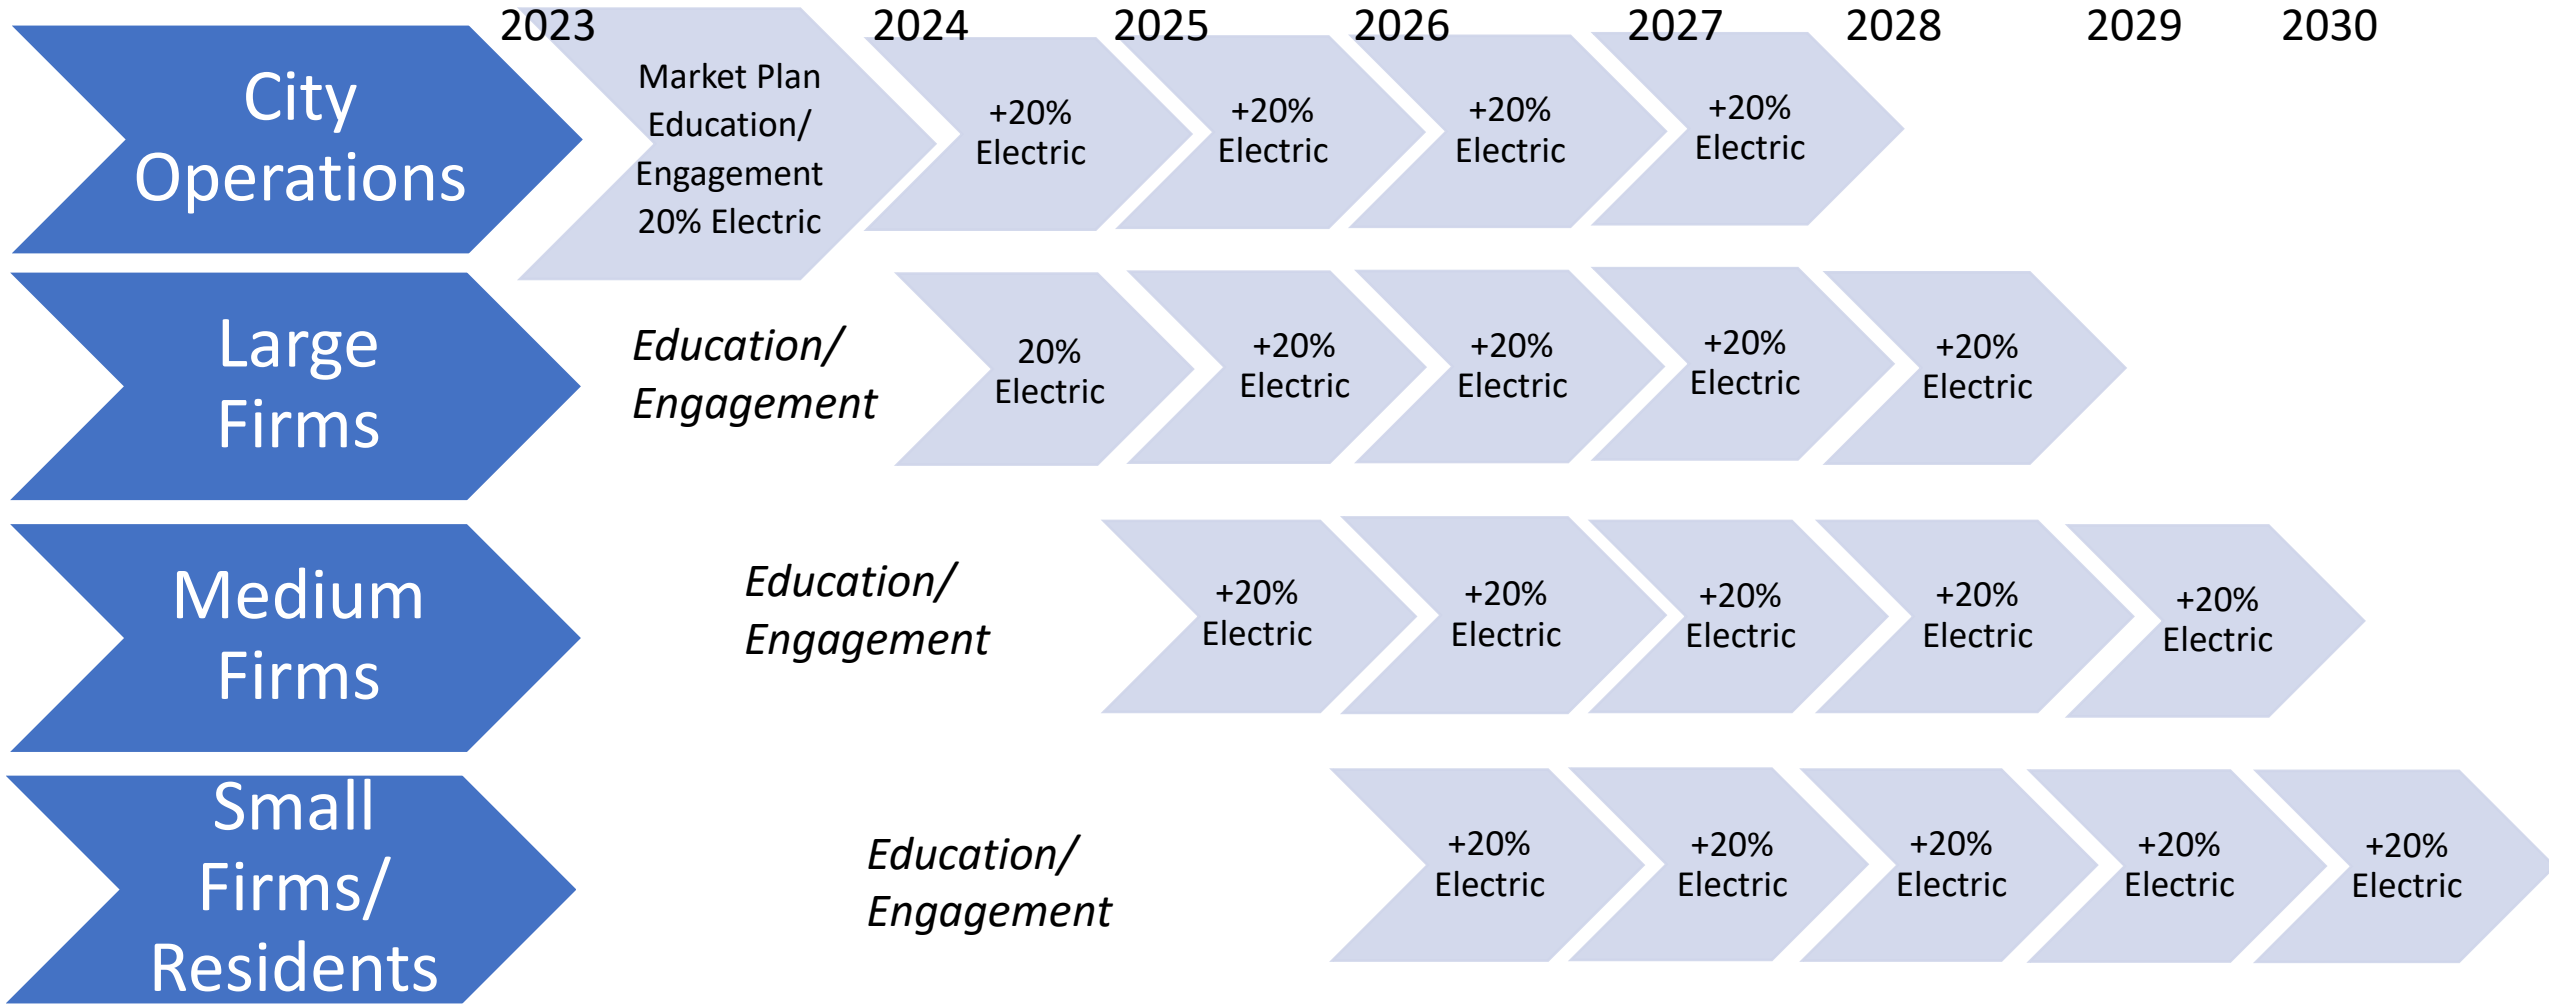 2023
2024
2025
2026
2027
2028
2029
2030
City
Operations
Market Plan
Education/
Engagement
20% Electric
+20%
Electric
+20%
Electric
+20%
Electric
+20%
Electric
Large
Firms
Education/
Engagement
20%
Electric
+20%
Electric
+20%
Electric
+20%
Electric
+20%
Electric
Medium
Firms
Education/
Engagement
+20%
Electric
+20%
Electric
+20%
Electric
+20%
Electric
+20%
Electric
Small
Firms/
Residents
Education/
Engagement
+20%
Electric
+20%
Electric
+20%
Electric
+20%
Electric
+20%
Electric